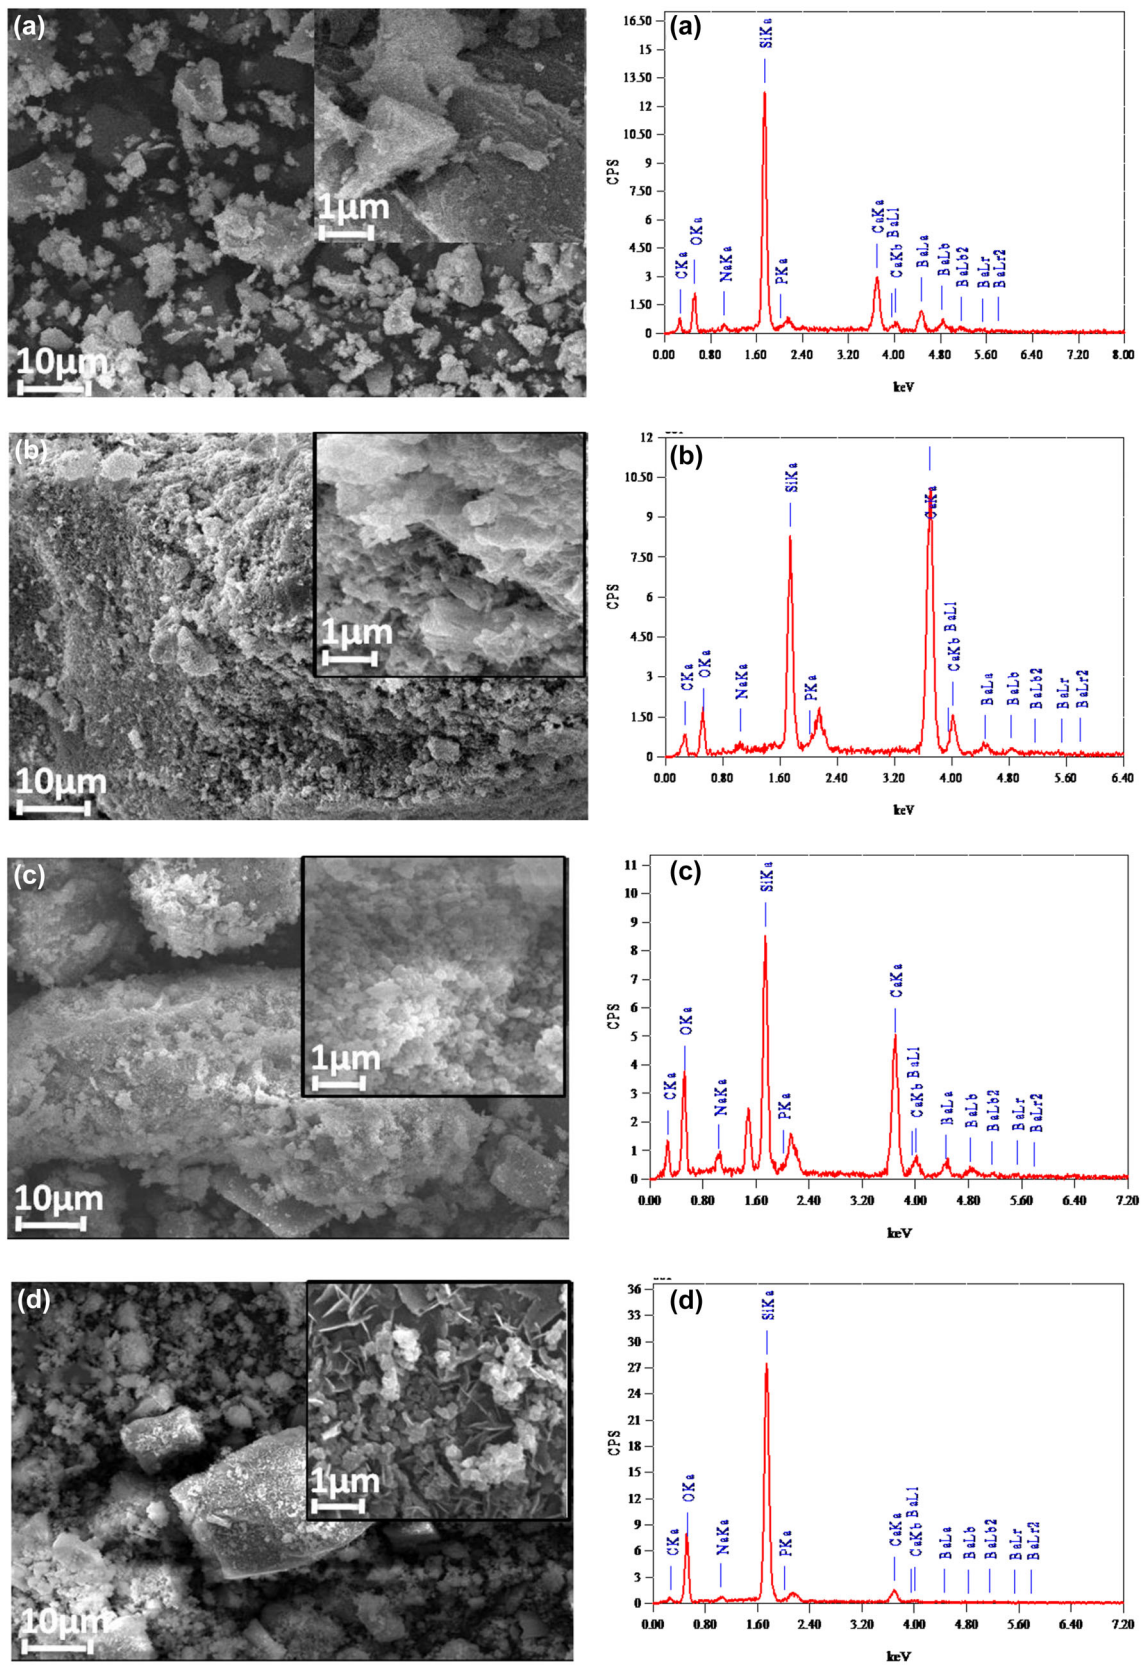 (a)
1μm
10μm
(a)
16.50
15
13.50
12
10.50
9
7.50
6
4.50
3
1.50
0
CPS
CKa
OKa
NaKa
SiKa
PKa
CaKa
CaKb BaL1
BaLa
BaLb
BaLb2
BaLr
BaLr2
0.00 0.80 1.60 2.40 3.20 4.00 4.80 5.60 6.40 7.20 8.00
keV
(b)
1μm
10μm
(b)
12
10.50
9
7.50
6
4.50
3
1.50
0
CPS
CKa
OKa
NaKa
SiKa
PKa
CaKa
CaKb BaL1
BaLa
BaLb
BaLb2
BaLr
BaLr2
0.00 0.80 1.60 2.40 3.20 4.00 4.80 5.60 6.40
keV
(c)
1μm
10μm
(c)
11
10
9
8
7
6
5
4
3
2
1
0
CPS
CKa
OKa
NaKa
SiKa
PKa
CaKa
CaKb BaL1
BaLa
BaLb
BaLb2
BaLr
BaLr2
0.00 0.80 1.60 2.40 3.20 4.00 4.80 5.60 6.40 7.20
keV
(d)
1μm
10μm
(d)
36
33
30
27
24
21
18
15
12
9
6
3
0
CPS
CKa
OKa
NaKa
SiKa
PKa
CaKa
CaKb BaL1
BaLa
BaLb
BaLb2
BaLr
BaLr2
0.00 0.80 1.60 2.40 3.20 4.00 4.80 5.60 6.40 7.20
keV